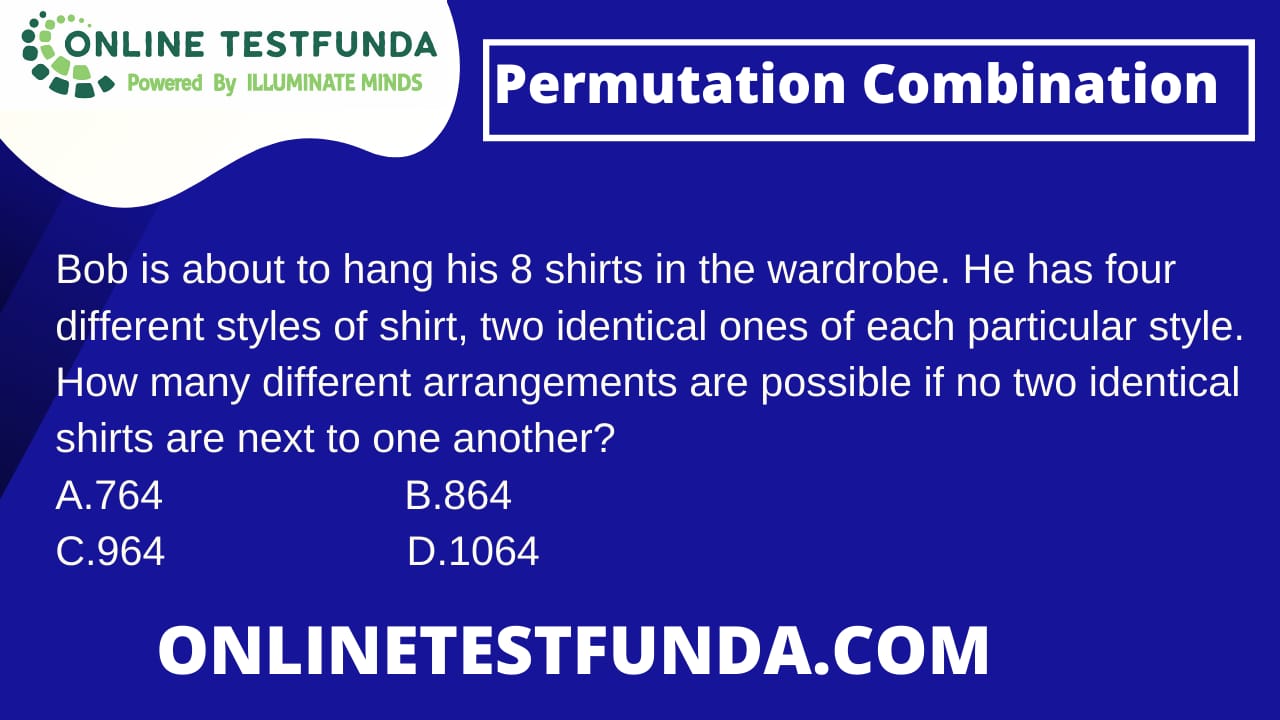 ONLINE TESTFUNDA
Powered By ILLUMINATE MINDS
Permutation Combination
Bob is about to hang his 8 shirts in the wardrobe. He has four
different styles of shirt, two identical ones of each particular style.
How many different arrangements are possible if no two identical
shirts are next to one another?
A.764 B.864
C.964 D.1064
ONLINETESTFUNDA.COM